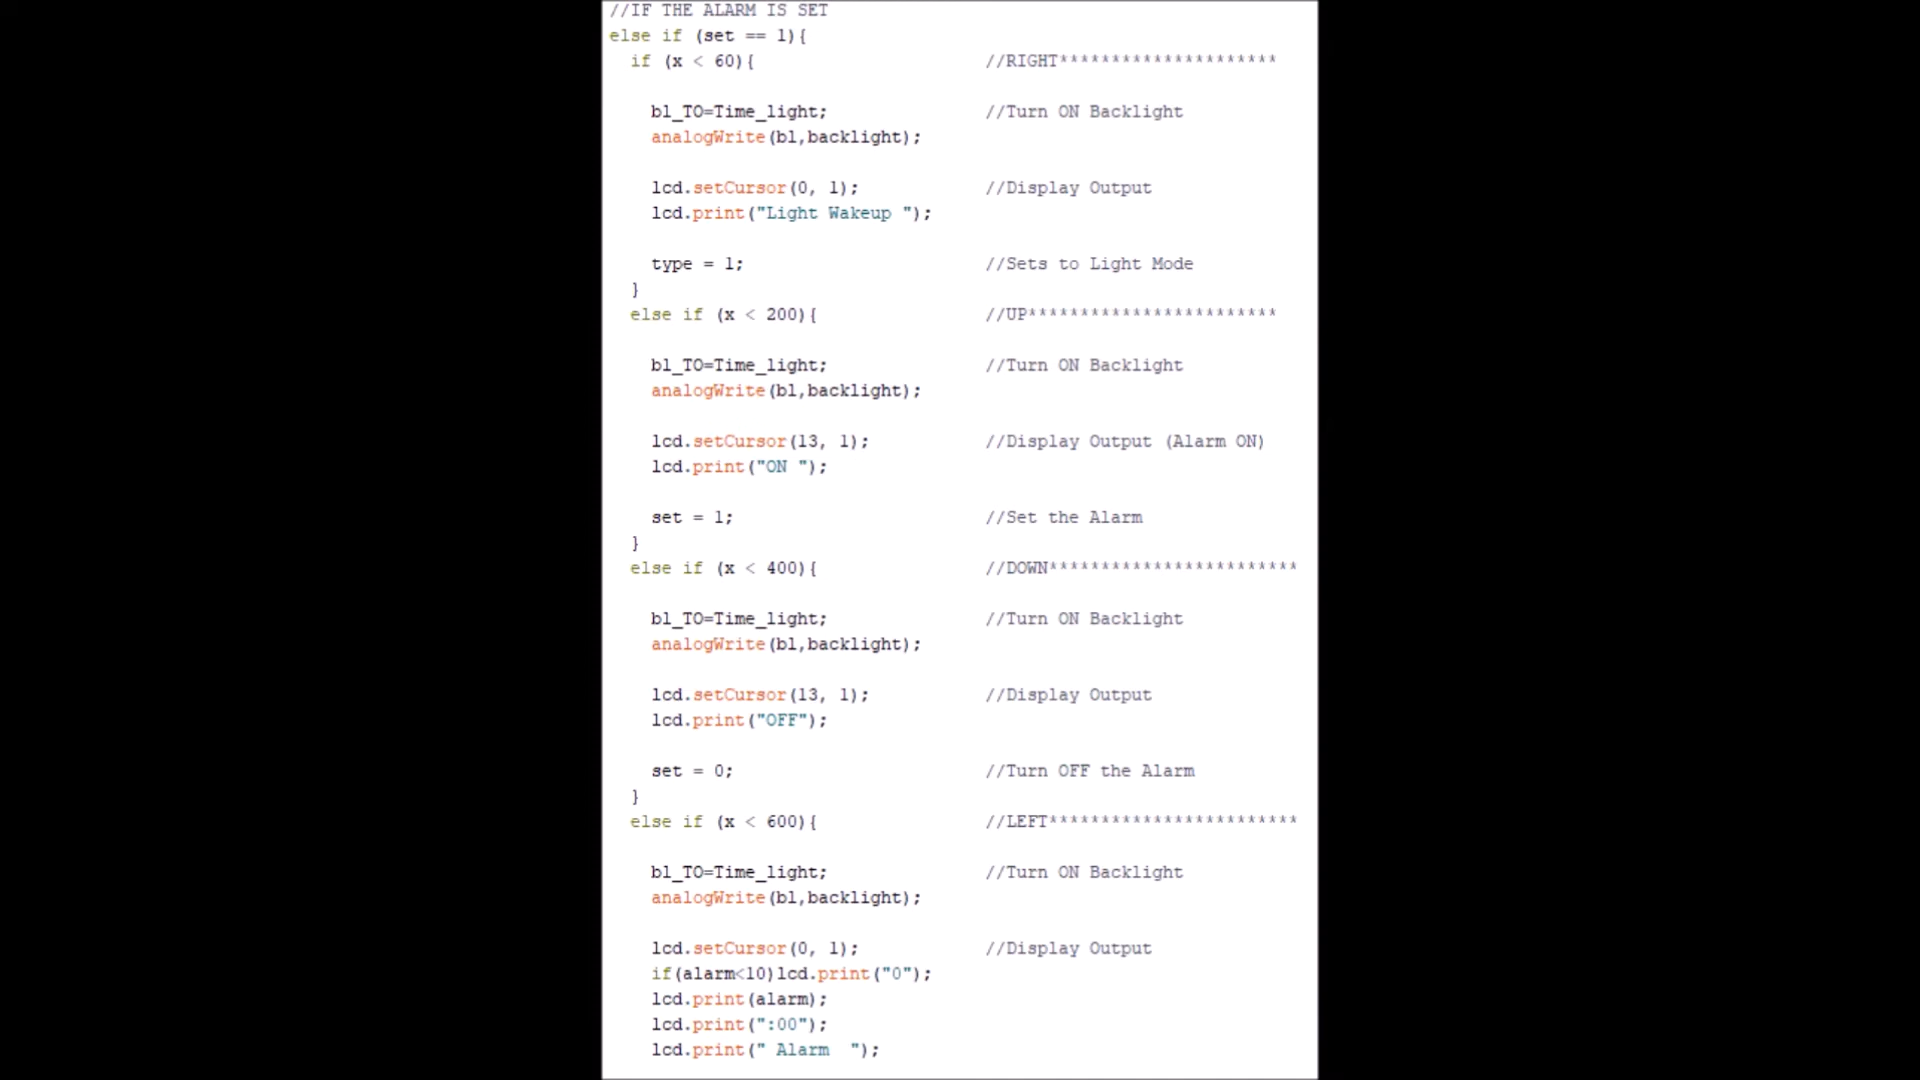 //IF THE ALARM IS SET
else if (set == 1){
if (x < 60){ //RIGHT*********************
bl_TO=Time_light; //Turn ON Backlight
analogWrite(bl,backlight);
lcd.setCursor(0, 1); //Display Output
lcd.print("Light Wakeup ");
type = 1; //Sets to Light Mode
}
else if (x < 200){ //UP************************
bl_TO=Time_light; //Turn ON Backlight
analogWrite(bl,backlight);
lcd.setCursor(13, 1); //Display Output (Alarm ON)
lcd.print("ON ");
set = 1; //Set the Alarm
}
else if (x < 400){ //DOWN************************
bl_TO=Time_light; //Turn ON Backlight
analogWrite(bl,backlight);
lcd.setCursor(13, 1); //Display Output
lcd.print("OFF");
set = 0; //Turn OFF the Alarm
}
else if (x < 600){ //LEFT************************
bl_TO=Time_light; //Turn ON Backlight
analogWrite(bl,backlight);
lcd.setCursor(0, 1); //Display Output
if(alarm<10)lcd.print("0");
lcd.print(alarm);
lcd.print(":00");
lcd.print(" Alarm  ");